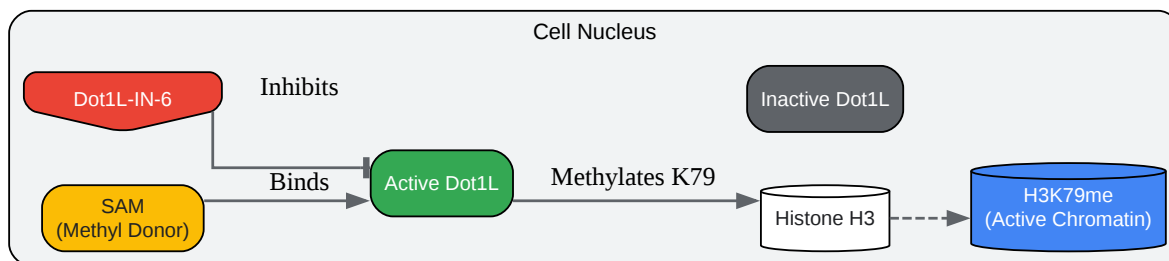 Cell Nucleus
Dot1L-IN-6
Inhibits
Inactive Dot1L
Binds
Active Dot1L
Methylates K79
SAM
(Methyl Donor)
Histone H3
H3K79me
(Active Chromatin)